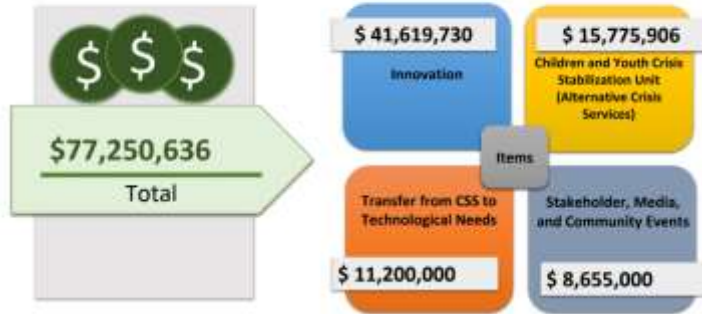 $ $ $
$77,250,636
Total
$ 41,619,730
Innovation
$ 15,775,906
Children and Youth Crisis
Stabilization Unit
(Alternative Crisis
Services)
Items
Transfer from CSS to
Technological Needs
$ 11,200,000
Stakeholder, Media,
and Community Events
$ 8,655,000